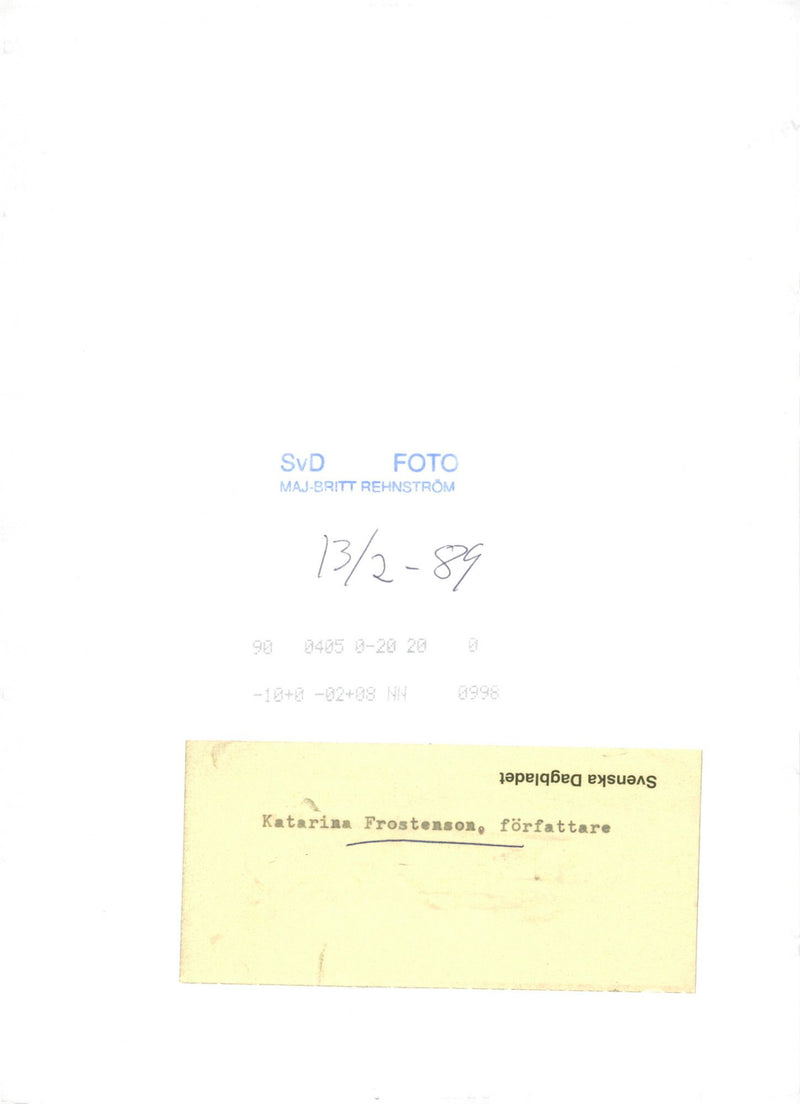 SvD FOTO
MAJ-BRITT REHNSTRÖM
13/2-89
90 0405 0-20 20 0
-10+0 -02+08 NN 0998
Svenska Dagbladet
Katarina Frostenson, författare